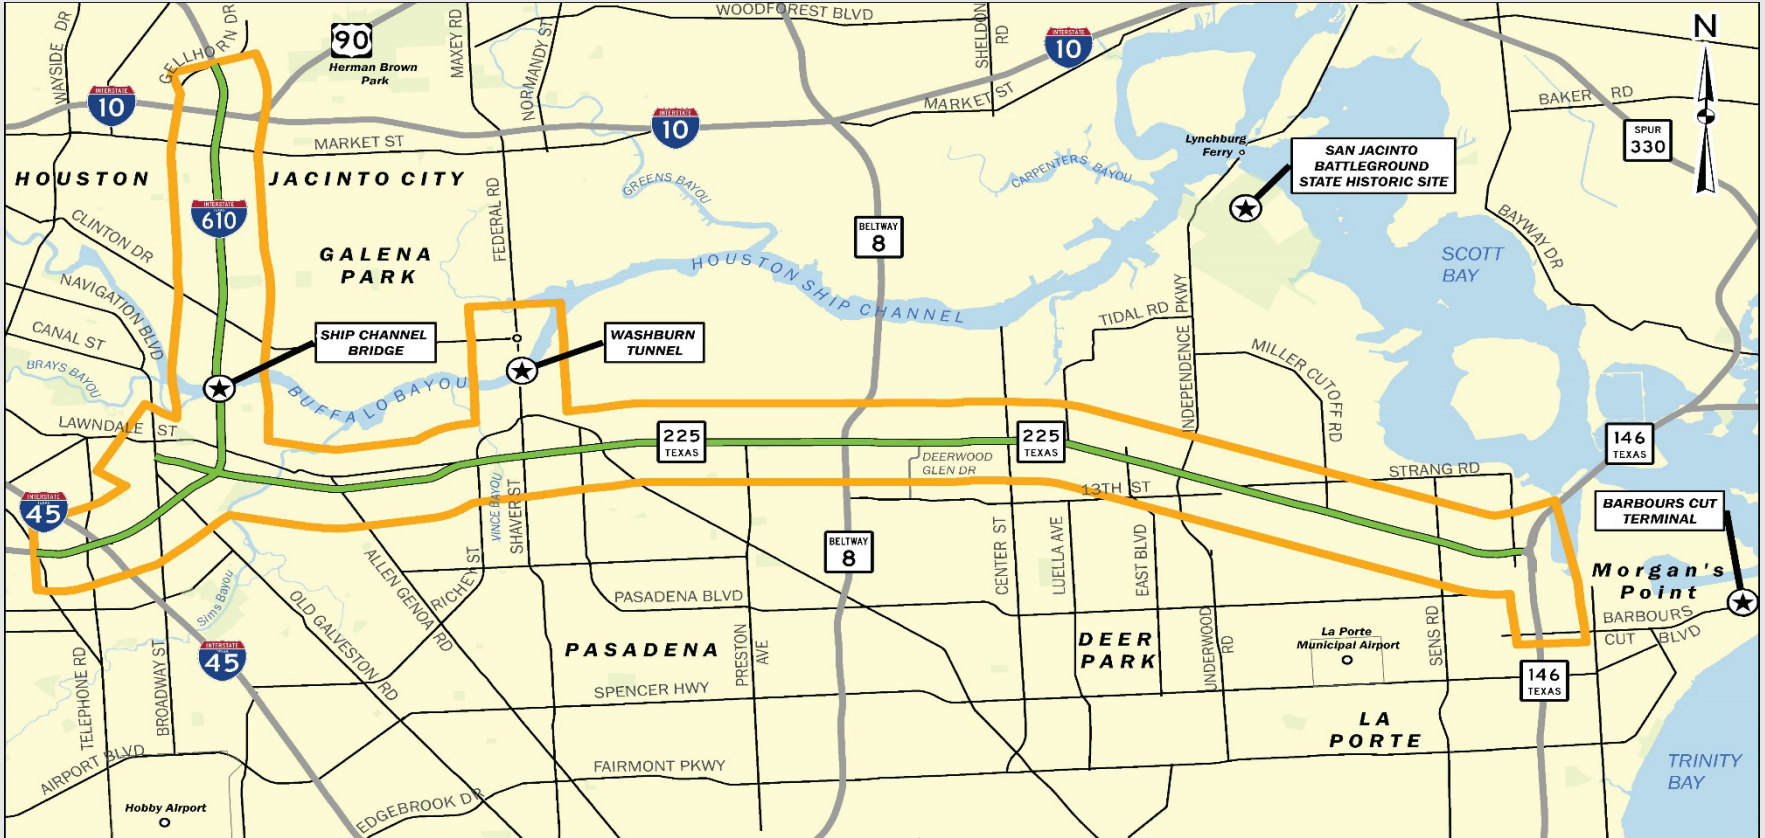 WAYSIDE DR
GELLHORN DR
90
Herman Brown
Park
MAXEY RD
NORMANDY ST
WOODFOREST BLVD
SHELDON
RD
INTERSTATE
10
N
INTERSTATE
10
MARKET ST
INTERSTATE
10
MARKET ST
BAKER RD
SPUR
330
Lynchburg
Ferry
SAN JACINTO
BATTLEGROUND
STATE HISTORIC SITE
HOUSTON
JACINTO CITY
GREENS BAYOU
CARPENTERS BAYOU
INTERSTATE
610
FEDERAL RD
BELTWAY
8
BAYWAY DR
CLINTON DR
GALENA
PARK
HOUSTON SHIP CHANNEL
SCOTT
BAY
NAVIGATION BLVD
CANAL ST
BRAYS BAYOU
SHIP CHANNEL
BRIDGE
WASHBURN
TUNNEL
TIDAL RD
INDEPENDENCE PKWY
MILLER CUTOFF RD
BUFFALO BAYOU
LAWNDALE ST
225
TEXAS
225
TEXAS
146
TEXAS
DEERWOOD
GLEN DR
STRANG RD
13TH ST
INTERSTATE
45
VINCE BAYOU
SHAVER ST
BARBOURS CUT
TERMINAL
BELTWAY
8
CENTER ST
LUELLA AVE
EAST BLVD
Sims Bayou
ALLEN GENOA RD
RICHEY ST
OLD GALVESTON RD
PASADENA BLVD
Morgan's
Point
BARBOURS
CUT BLVD
INTERSTATE
45
TELEPHONE RD
BROADWAY ST
PASADENA
PRESTON
AVE
DEER
PARK
UNDERWOOD
RD
La Porte
Municipal Airport
SENS RD
146
TEXAS
SPENCER HWY
LA
PORTE
AIRPORT BLVD
FAIRMONT PKWY
TRINITY
BAY
Hobby Airport
EDGEBROOK DR